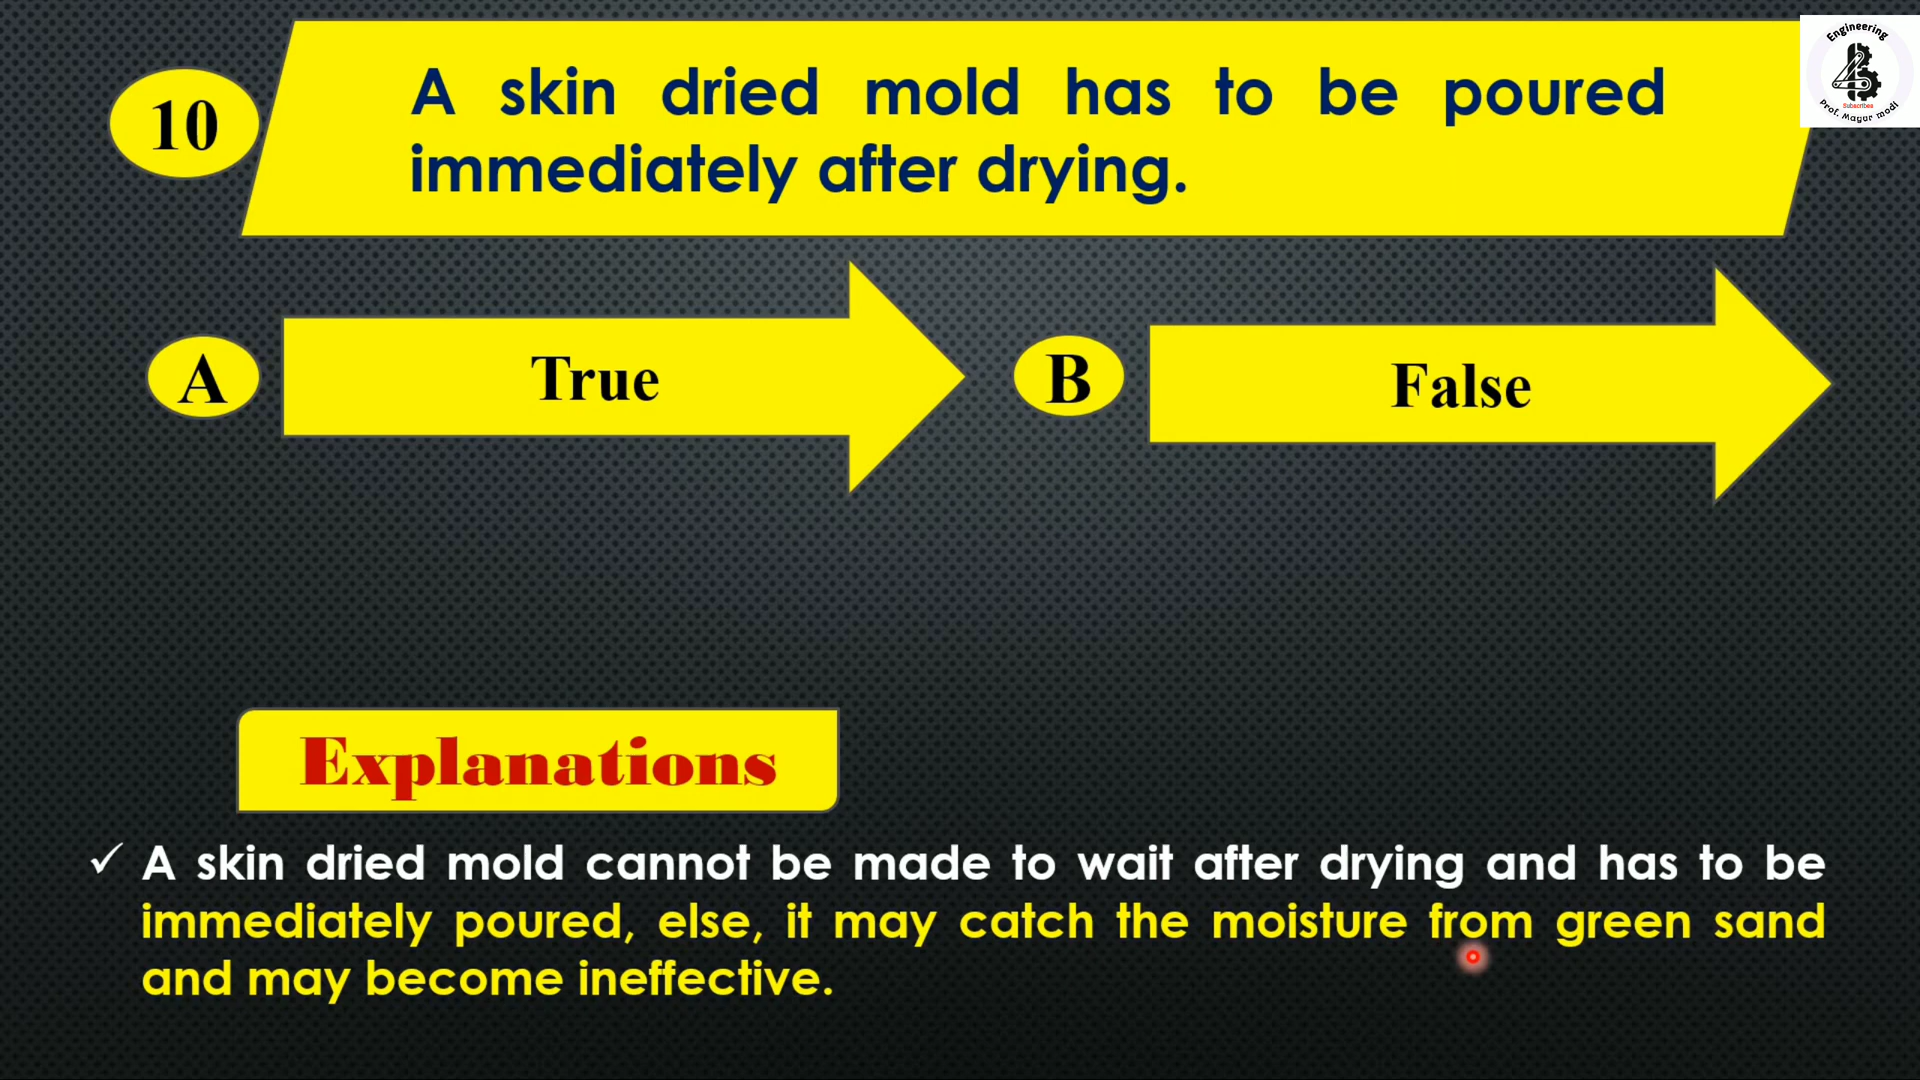 Engineering
Subscribes
Prof. Mayur modi
10
A skin dried mold has to be poured
immediately after drying.
A
True
B
False
Explanations
✓ A skin dried mold cannot be made to wait after drying and has to be
immediately poured, else, it may catch the moisture from green sand
and may become ineffective.